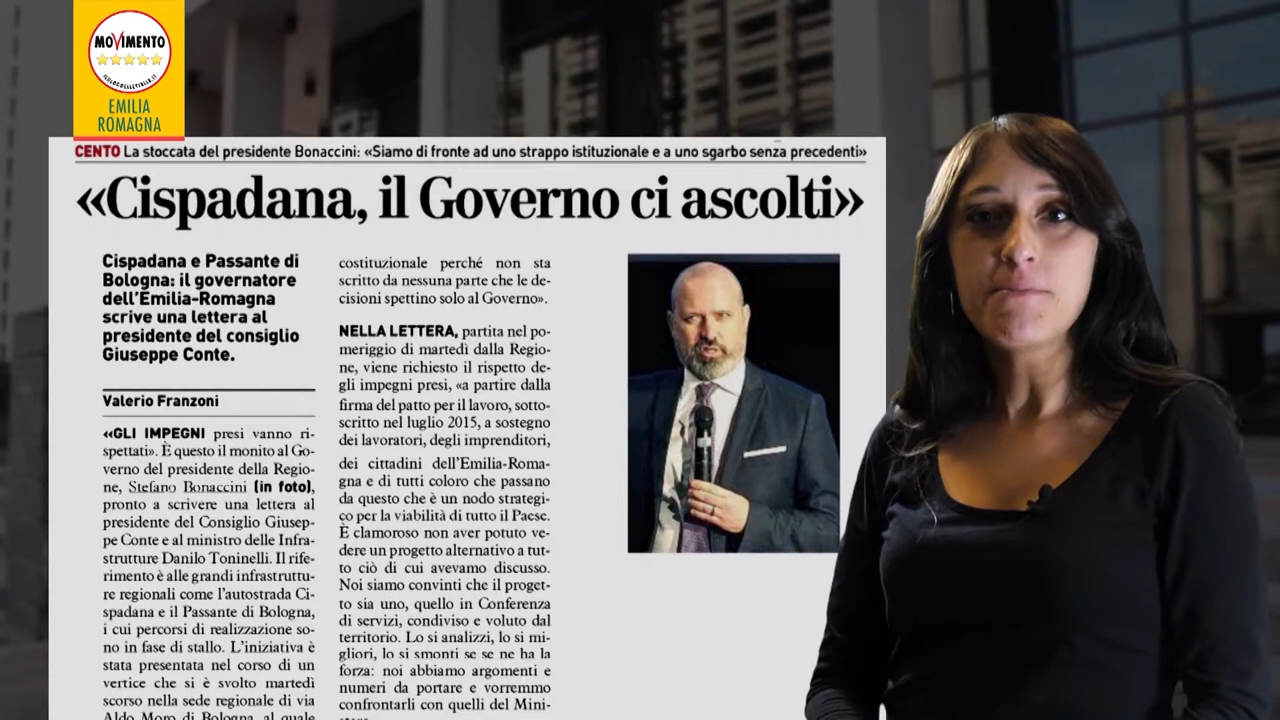 MOVIMENTO
EMILIA
ROMAGNA
CENTO La stoccata del presidente Bonaccini: «Siamo di fronte ad uno strappo istituzionale e a uno sgarbo senza precedenti»
«Cispadana, il Governo ci ascolti»
Cispadana e Passante di
Bologna: il governatore
dell'Emilia-Romagna
scrive una lettera al
presidente del consiglio
Giuseppe Conte.
Valerio Franzoni
«GLI IMPEGNI presi vanno ri-
spettati». È questo il monito al Go-
verno del presidente della Regio-
ne, Stefano Bonaccini (in foto),
pronto a scrivere una lettera al
presidente del Consiglio Giusep-
pe Conte e al ministro delle Infra-
strutture Danilo Toninelli. Il rife-
rimento è alle grandi infrastruttu-
re regionali come l'autostrada Ci-
spadana e il Passante di Bologna,
i cui percorsi di realizzazione so-
no in fase di stallo. L'iniziativa è
stata presentata nel corso di un
vertice che si è svolto martedì
scorso nella sede regionale di via
Aldo Moro di Bologna, al quale
costituzionale perché non sta
scritto da nessuna parte che le de-
cisioni spettino solo al Governo».
NELLA LETTERA, partita nel po-
meriggio di martedì dalla Regio-
ne, viene richiesto il rispetto de-
gli impegni presi, «a partire dalla
firma del patto per il lavoro, sotto-
scritto nel luglio 2015, a sostegno
dei lavoratori, degli imprenditori,
dei cittadini dell'Emilia-Roma-
gna e di tutti coloro che passano
da questo che è un nodo strategi-
co per la viabilità di tutto il Paese.
È clamoroso non aver potuto ve-
dere un progetto alternativo a tut-
to ciò di cui avevamo discusso.
Noi siamo convinti che il proget-
to sia uno, quello in Conferenza
di servizi, condiviso e voluto dal
territorio. Lo si analizzi, lo si mi-
gliori, lo si smonti se se ne ha la
forza: noi abbiamo argomenti e
numeri da portare e vorremmo
confrontarli con quelli del Mini-